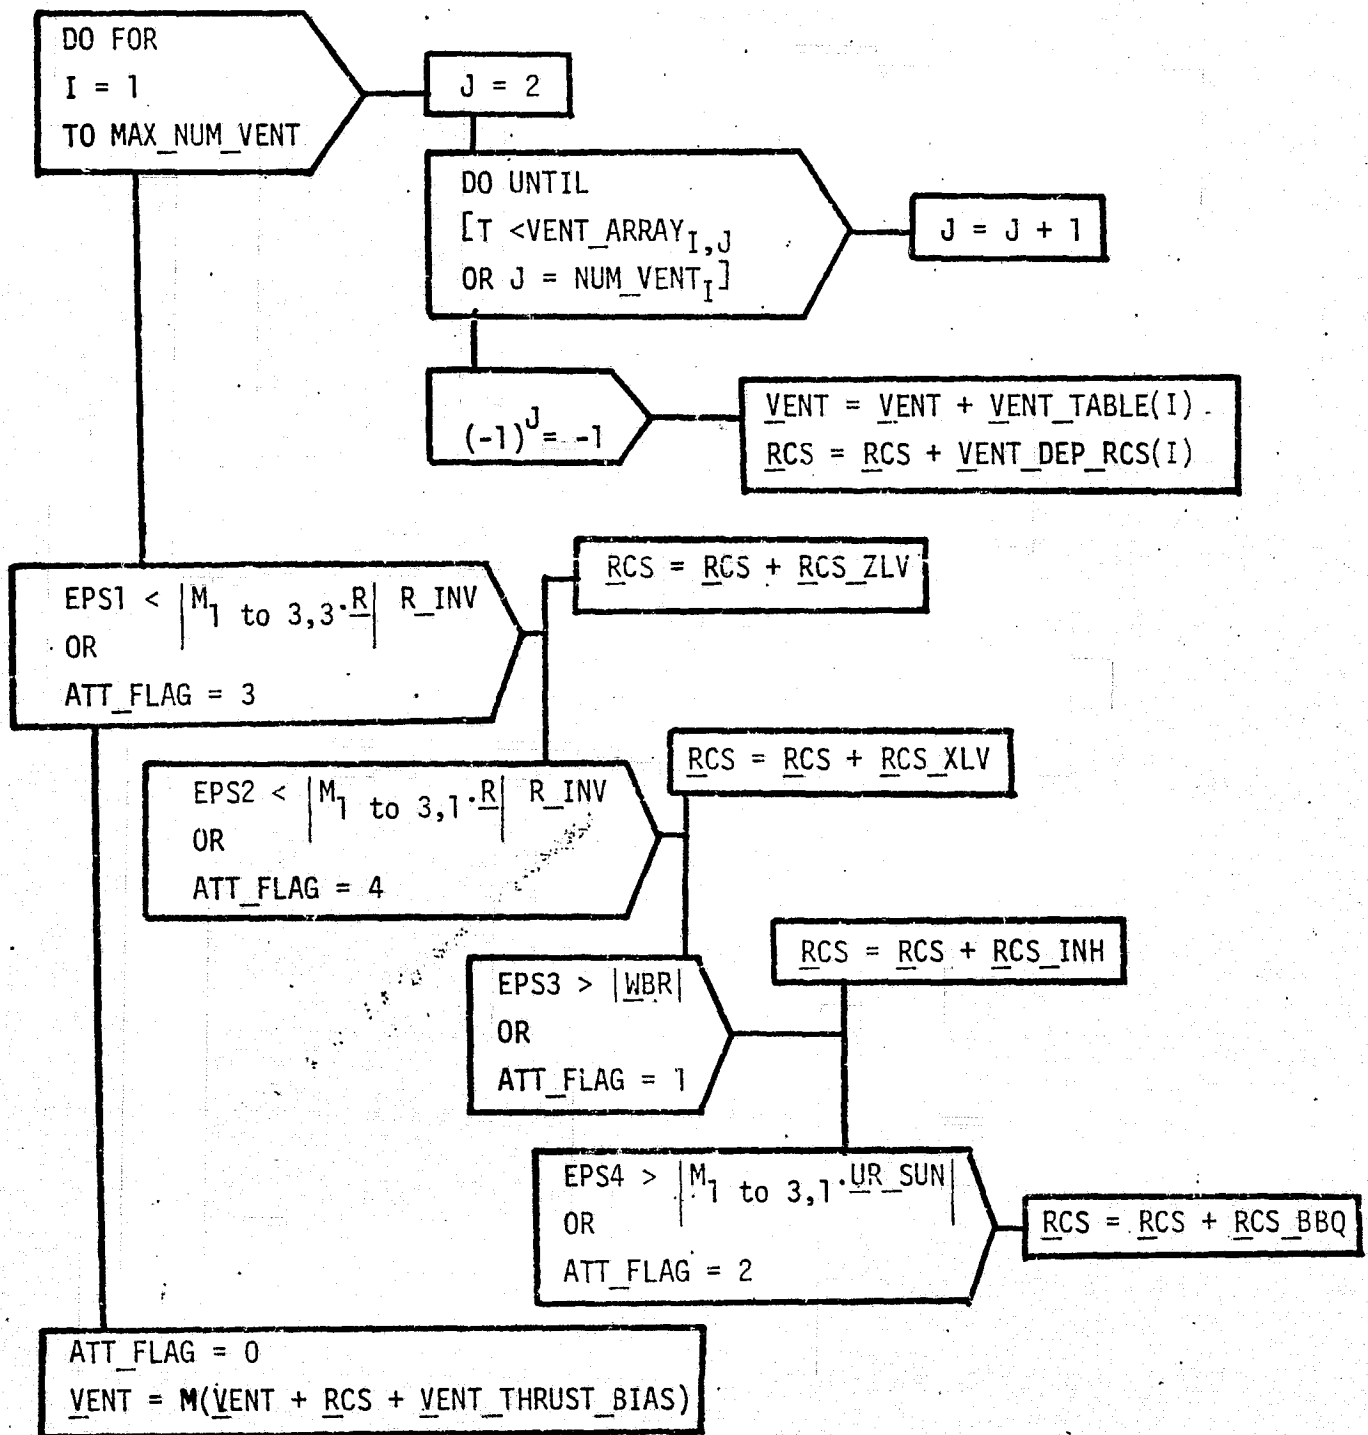 DO FOR
I = 1
TO MAX_NUM_VENT
J = 2
DO UNTIL
[T <VENT_ARRAY I,J
OR J = NUM_VENT I]
J = J + 1
(-1)^J = -1
VENT = VENT + VENT_TABLE(I)
RCS = RCS + VENT_DEP_RCS(I)
RCS = RCS + RCS_ZLV
EPS1 < |M1 to 3,3 · R| R_INV
OR
ATT_FLAG = 3
RCS = RCS + RCS_XLV
EPS2 < |M1 to 3,1 · R| R_INV
OR
ATT_FLAG = 4
RCS = RCS + RCS_INH
EPS3 > |WBR|
OR
ATT_FLAG = 1
EPS4 > |M1 to 3,1 · UR_SUN|
OR
ATT_FLAG = 2
RCS = RCS + RCS_BBQ
ATT_FLAG = 0
VENT = M(VENT + RCS + VENT_THRUST_BIAS)